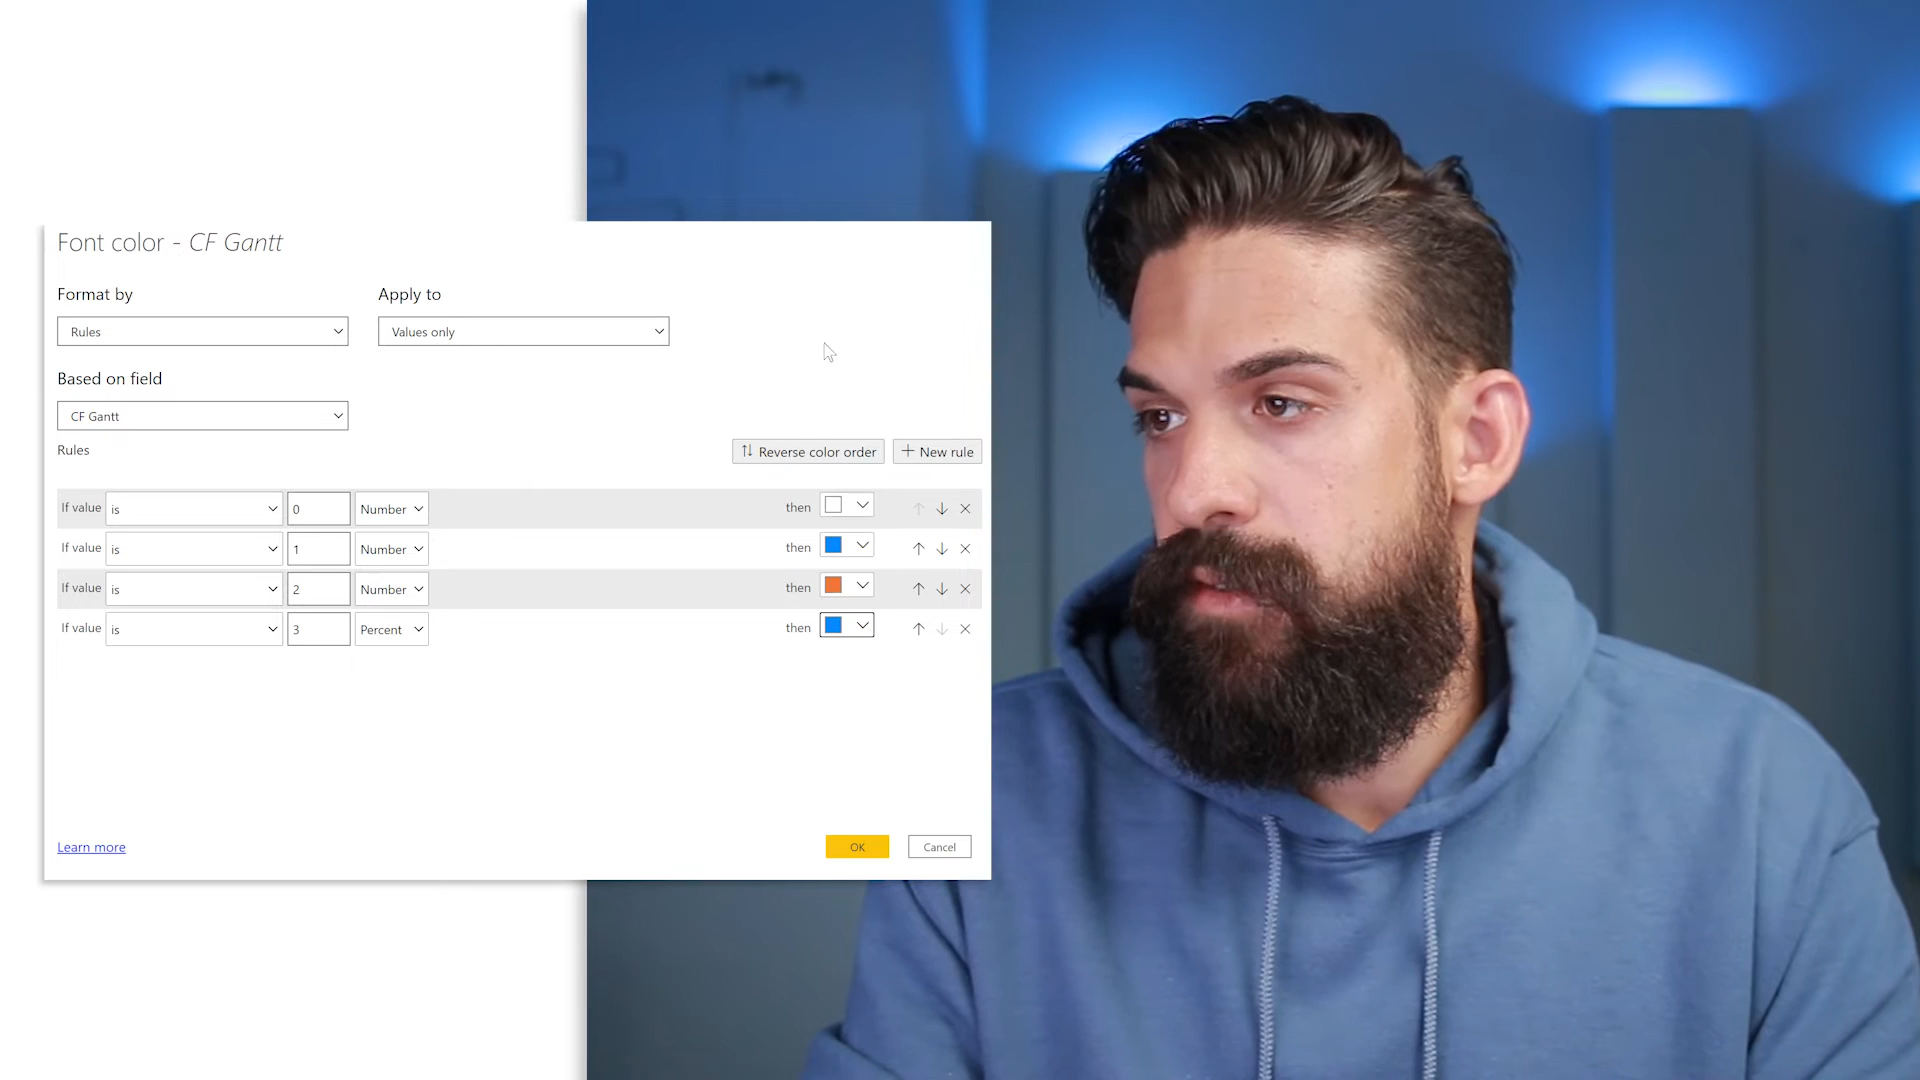 Font color - CF Gantt
Format by
Apply to
Rules
Values only
Based on field
CF Gantt
Rules
Reverse color order
New rule
If value is 0 Number then
If value is 1 Number then
If value is 2 Number then
If value is 3 Percent then
Learn more
OK
Cancel